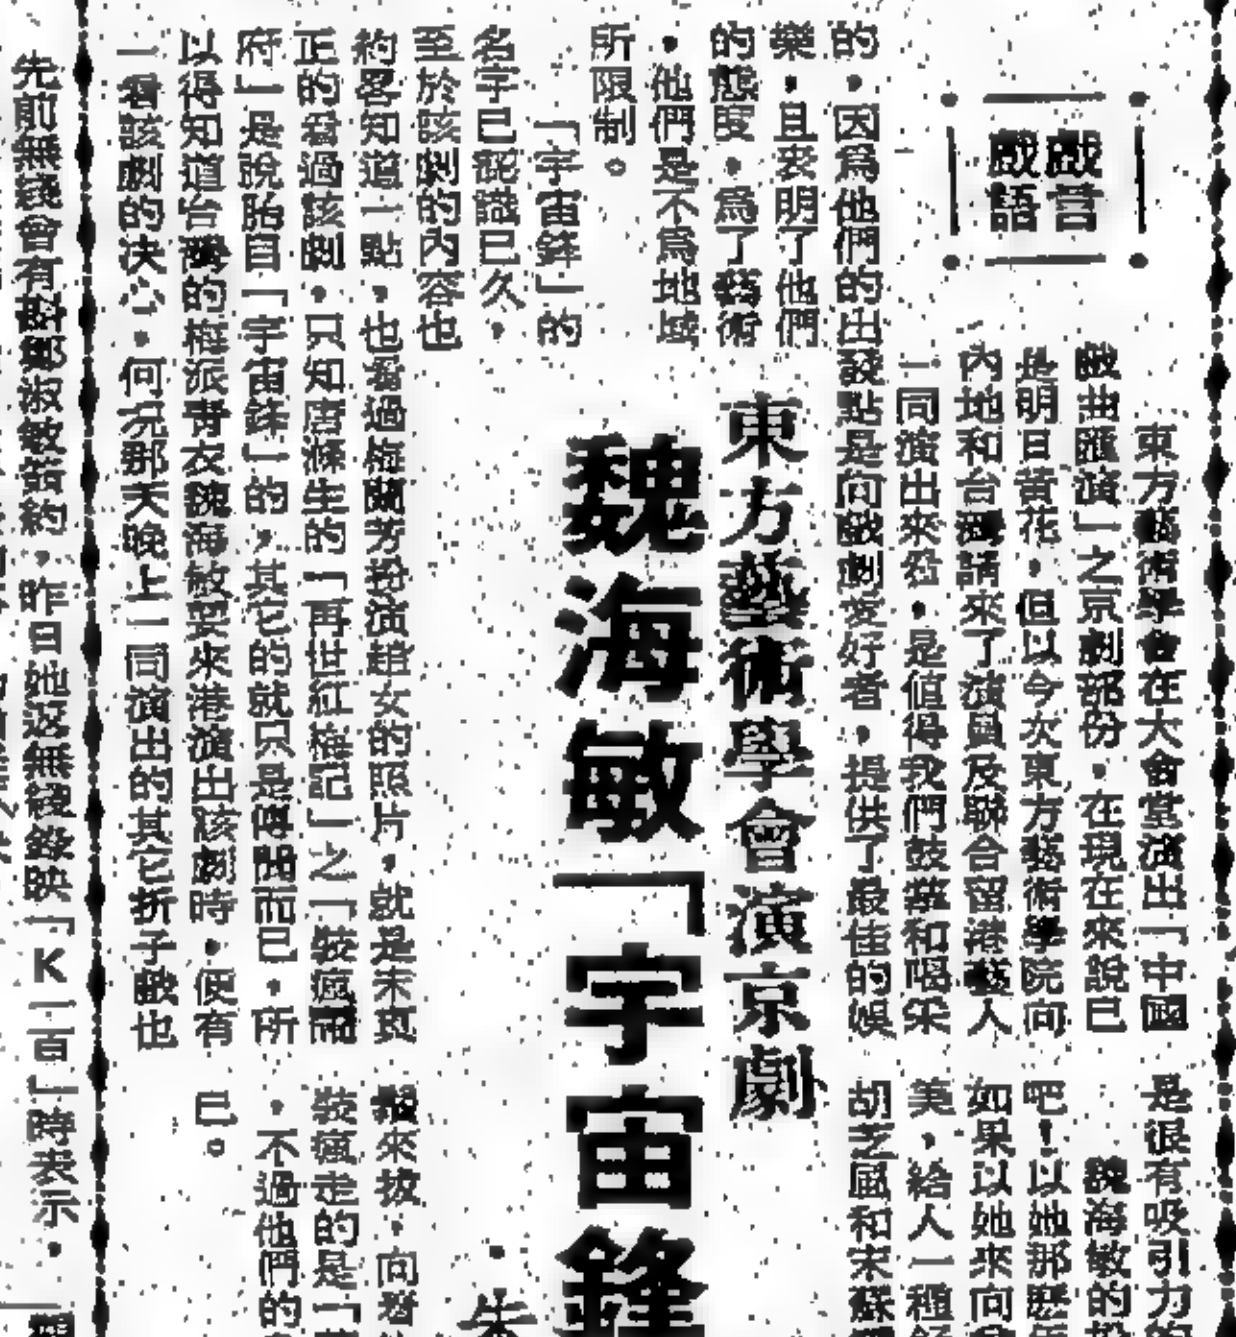 戲言
戲語
東方藝術學會演京劇
魏海敏「宇宙鋒
東方藝術學會在大會堂演出「中國
戲曲匯演」之京劇部份，在現在來說已
是明日黃花，但以今次東方藝術學院向
內地和台灣請來了演員及聯合留港藝人
一同演出來看，是值得我們鼓舞和喝采
的，因為他們的出發點是向戲劇愛好者，提供了最佳的娛
樂，且表明了他們
的態度，為了藝術
，他們是不為地域
所限制。
「宇宙鋒」的
名字已認識已久，
至於該劇的內容也
約畧知道一點，也看過梅蘭芳扮演趙女的照片，就是未真
正的看過該劇，只知唐滌生的「再世紅梅記」之「裝瘋
府」是說胎自「宇宙鋒」的，其它的就只是傳聞而已，所
以得知道台灣的梅派青衣魏海敏要來港演出該劇時，便有
一看該劇的決心，何況那天晚上一同演出的其它折子戲也
是很有吸引力
魏海敏的
吧！以她那
如果以她來向
美，給人一種
胡芝風和宋
來披，向
裝瘋走的是「
，不過他們的
已。
先前無綫曾有
淑敏
約，昨日她返無綫錄映「K一百」時表示，